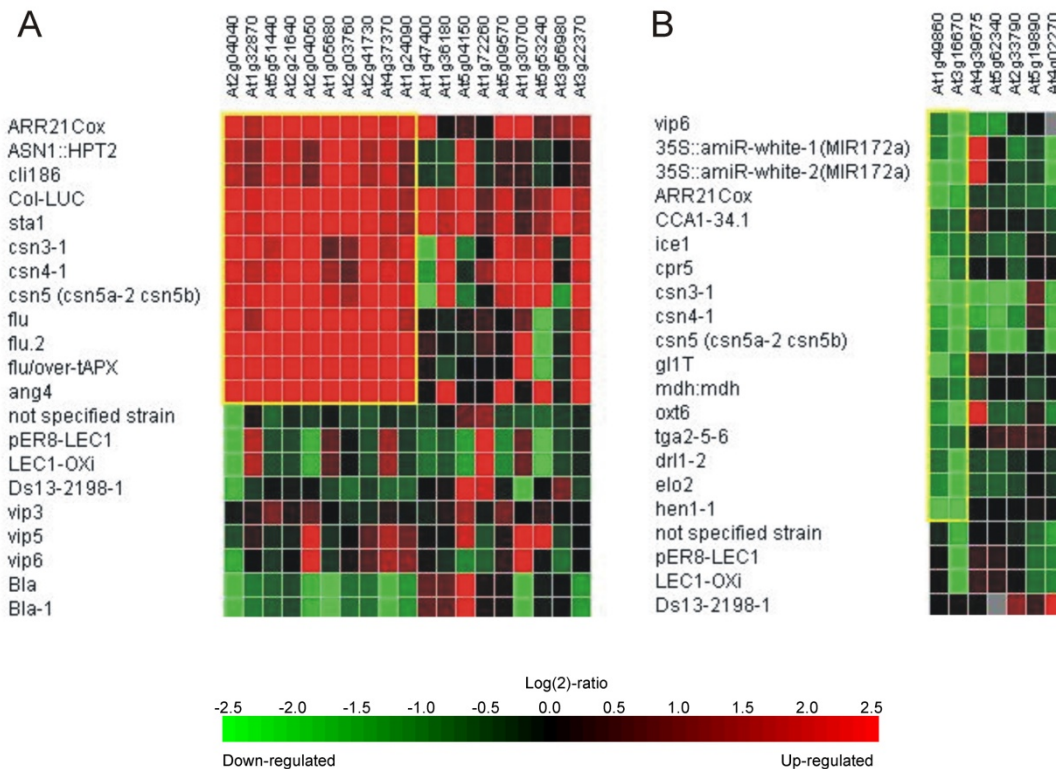 A
At2g04040
At1g32870
At5g51440
At2g21640
At2g04050
At1g05680
At2g03760
At2g41730
At4g37370
At1g24090
At1g47400
At1g36180
At5g04150
At1g72260
At5g09570
At1g30700
At5g53240
At3g56980
At3g22370
ARR21Cox
ASN1::HPT2
cli186
Col-LUC
sta1
csn3-1
csn4-1
csn5 (csn5a-2 csn5b)
flu
flu.2
flu/over-tAPX
ang4
not specified strain
pER8-LEC1
LEC1-OXi
Ds13-2198-1
vip3
vip5
vip6
Bla
Bla-1
B
At1g49860
At3g16670
At4g39675
At5g62340
At2g33790
At5g19890
At4g02270
vip6
35S::amiR-white-1(MIR172a)
35S::amiR-white-2(MIR172a)
ARR21Cox
CCA1-34.1
ice1
cpr5
csn3-1
csn4-1
csn5 (csn5a-2 csn5b)
gl1T
mdh:mdh
oxt6
tga2-5-6
drl1-2
elo2
hen1-1
not specified strain
pER8-LEC1
LEC1-OXi
Ds13-2198-1
Log(2)-ratio
-2.5 -2.0 -1.5 -1.0 -0.5 0.0 0.5 1.0 1.5 2.0 2.5
Down-regulated Up-regulated